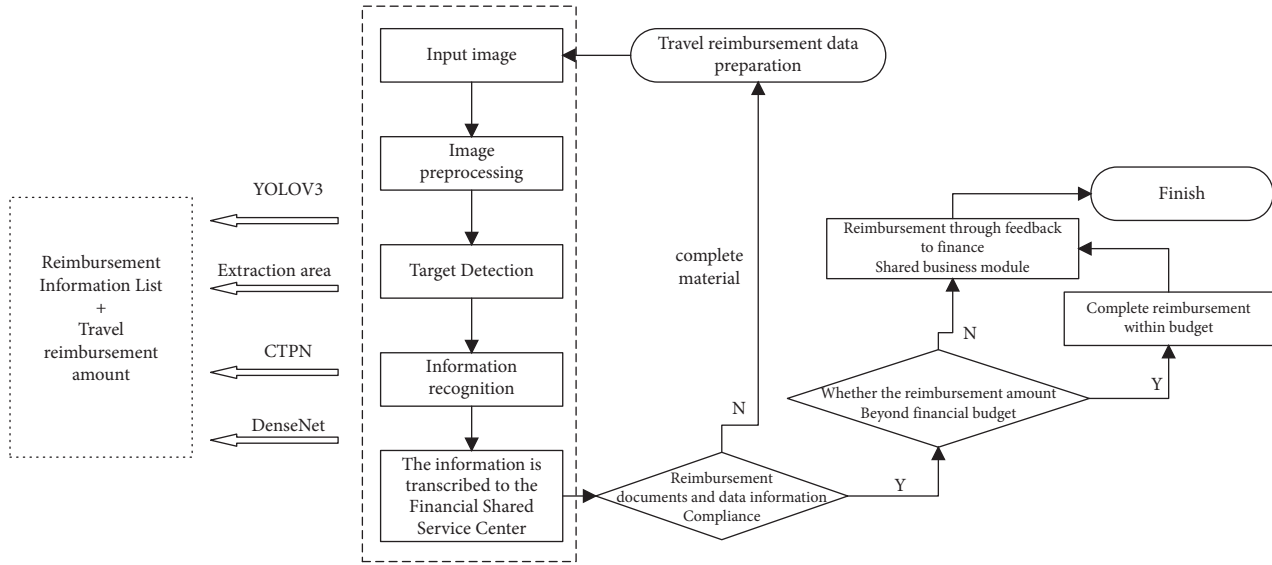 Input image
Travel reimbursement data
preparation
Image
preprocessing
YOLOV3
Finish
Reimbursement through feedback
to finance
Shared business module
Reimbursement
Information List
+
Travel
reimbursement
amount
Extraction area
Target Detection
complete
material
Complete reimbursement
within budget
CTPN
Information
recognition
N
Whether the reimbursement amount
Beyond financial budget
Y
N
DenseNet
The information is
transcribed to the
Financial Shared
Service Center
Reimbursement
documents and data information
Compliance
Y